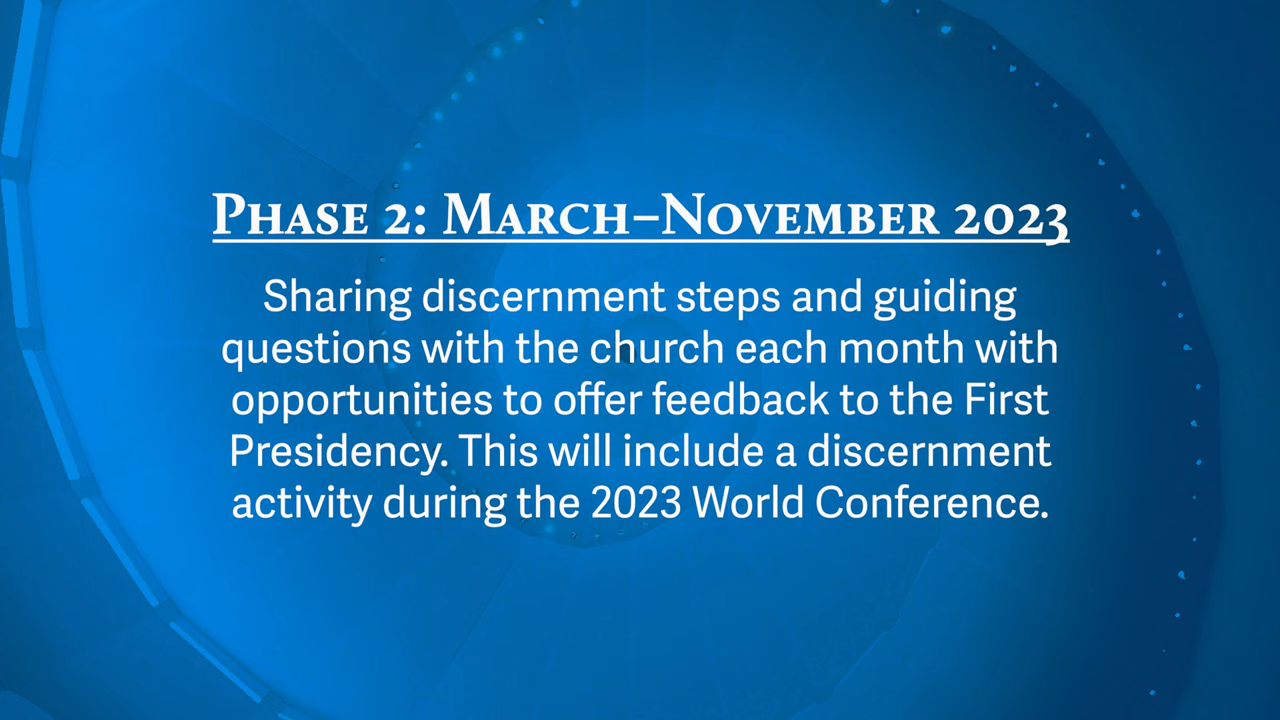 Phase 2: March–November 2023
Sharing discernment steps and guiding
questions with the church each month with
opportunities to offer feedback to the First
Presidency. This will include a discernment
activity during the 2023 World Conference.